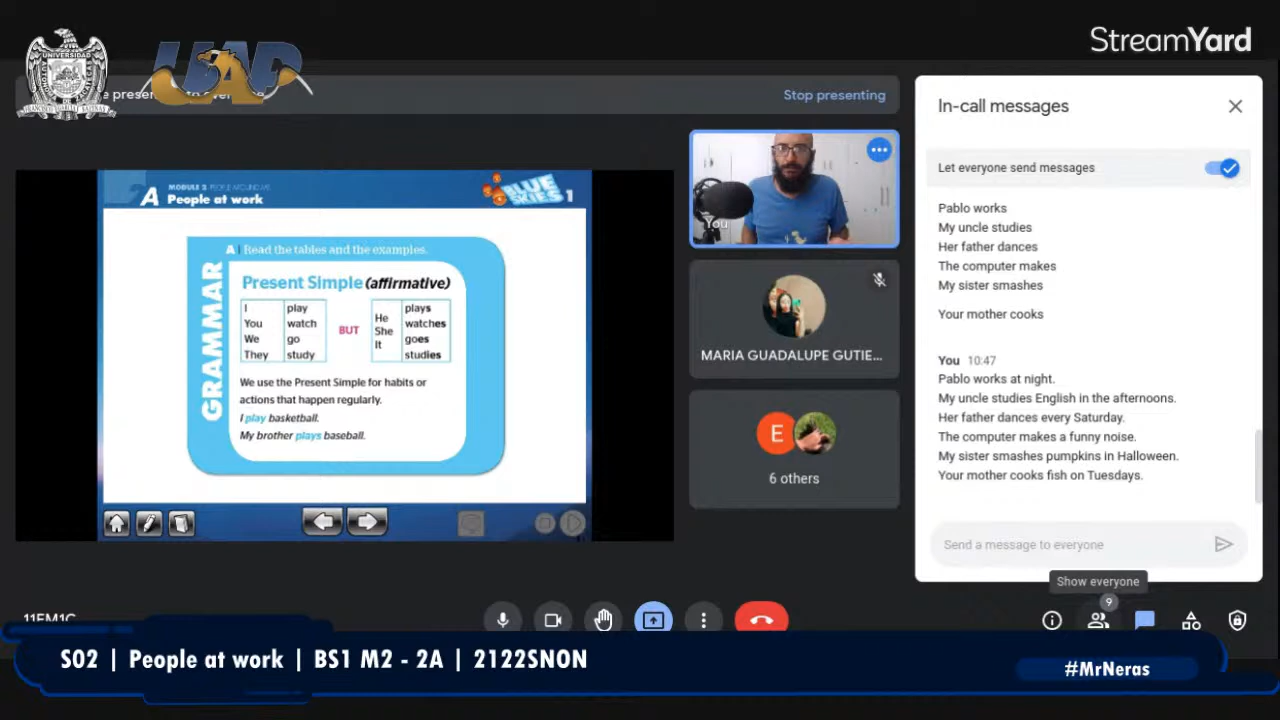 StreamYard
UNIVERSIDAD
UEAP
Stop presenting
In-call messages
Let everyone send messages
A MODULE 2 PEOPLE AROUND ME
People at work
BLUE SKIES 1
GRAMMAR
A | Read the tables and the examples.
Present Simple (affirmative)
I play
You watch
We go
They study
BUT
He
She
It
plays
watches
goes
studies
We use the Present Simple for habits or
actions that happen regularly.
I play basketball.
My brother plays baseball.
You
MARIA GUADALUPE GUTIE...
E
6 others
Pablo works
My uncle studies
Her father dances
The computer makes
My sister smashes
Your mother cooks
You 10:47
Pablo works at night.
My uncle studies English in the afternoons.
Her father dances every Saturday.
The computer makes a funny noise.
My sister smashes pumpkins in Halloween.
Your mother cooks fish on Tuesdays.
Send a message to everyone
Show everyone
9
S02 | People at work | BS1 M2 - 2A | 2122SNON
#MrNeras